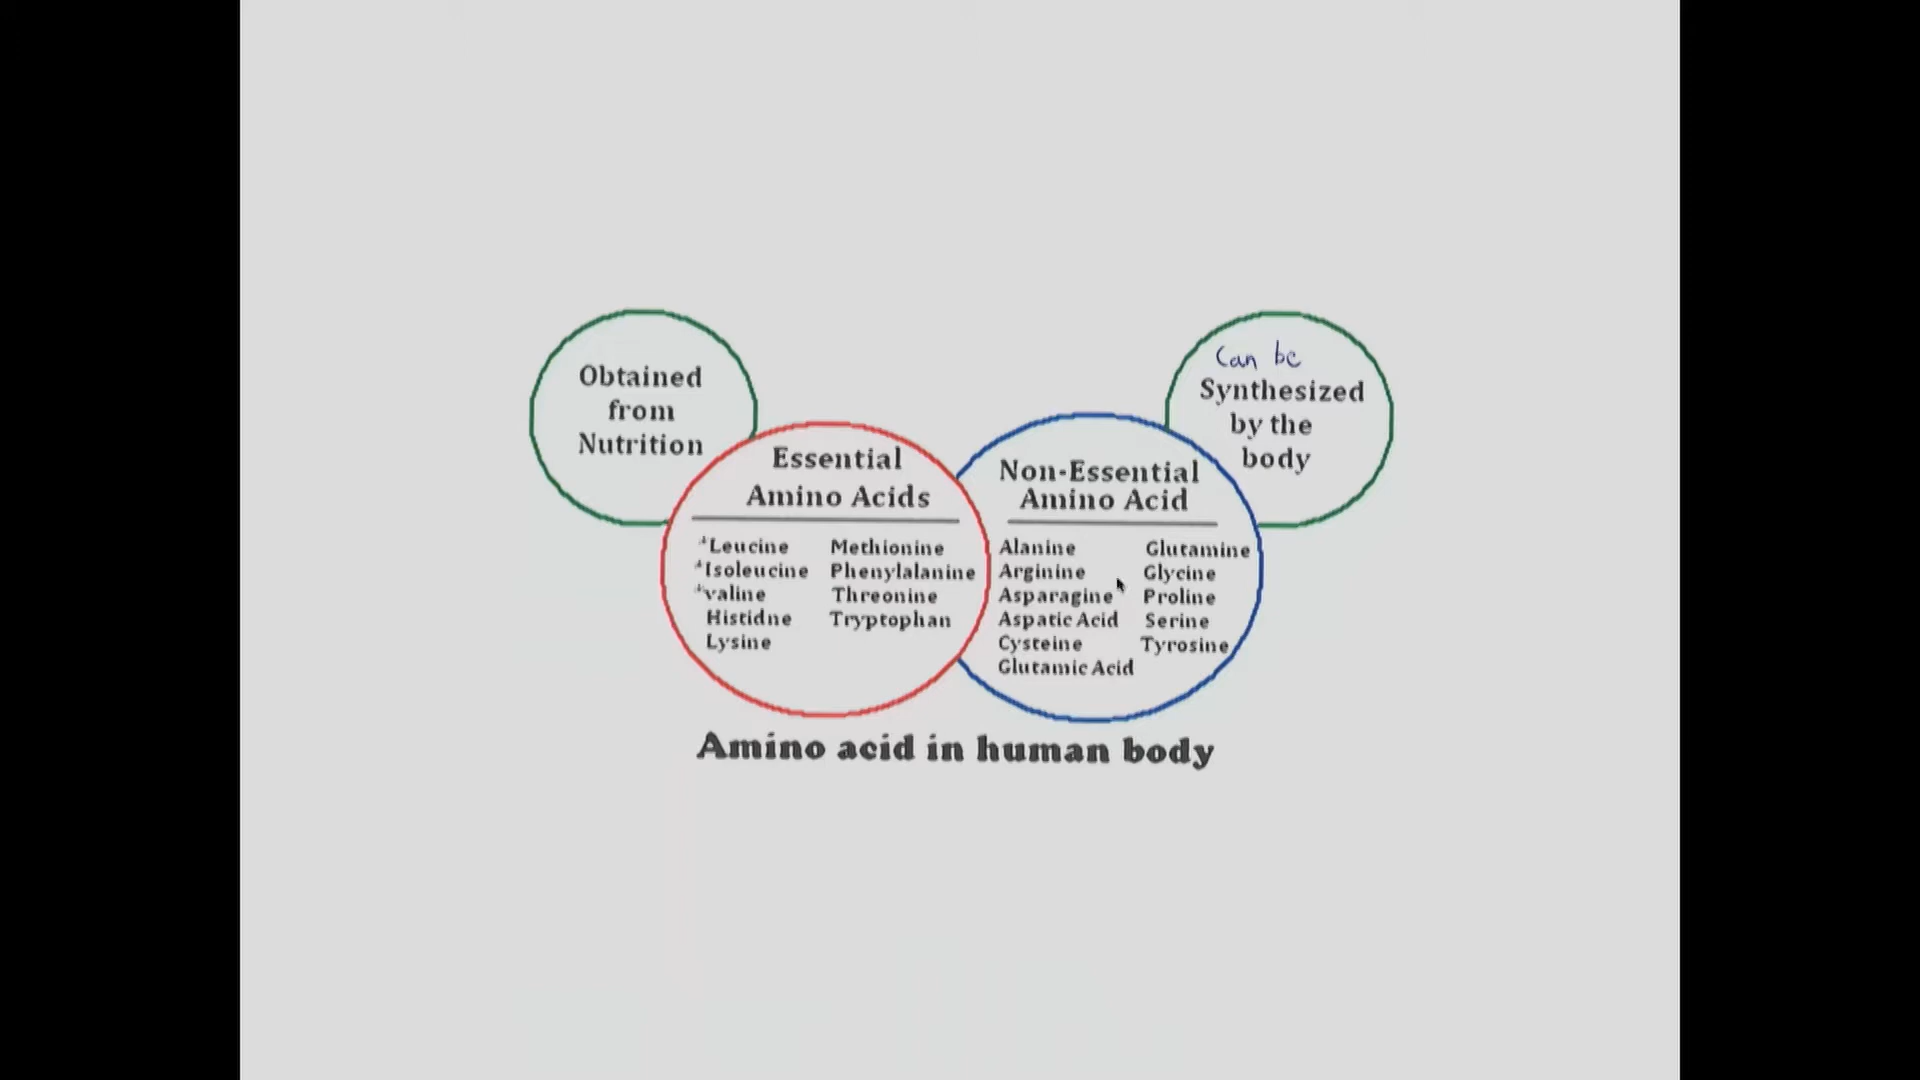 Obtained
from
Nutrition
Essential
Amino Acids
*Leucine
*Isoleucine
*valine
Histidne
Lysine
Methionine
Phenylalanine
Threonine
Tryptophan
Non-Essential
Amino Acid
Alanine
Arginine
Asparagine
Aspatic Acid
Cysteine
Glutamic Acid
Glutamine
Glycine
Proline
Serine
Tyrosine
Can be
Synthesized
by the
body
Amino acid in human body